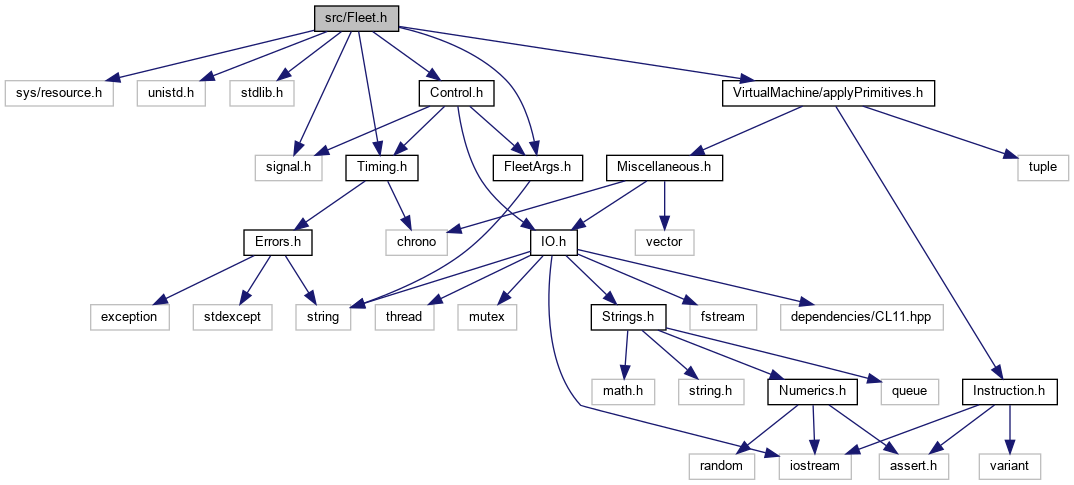 src/Fleet.h
sys/resource.h
unistd.h
stdlib.h
Control.h
VirtualMachine/applyPrimitives.h
signal.h
Timing.h
FleetArgs.h
Miscellaneous.h
tuple
Errors.h
chrono
IO.h
vector
exception
stdexcept
string
thread
mutex
Strings.h
fstream
dependencies/CL11.hpp
math.h
string.h
Numerics.h
queue
Instruction.h
random
iostream
assert.h
variant